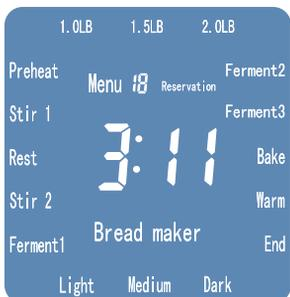 1.0LB 1.5LB 2.0LB
Preheat
Menu 18 Reservation
Ferment2
Stir 1
Ferment3
3:11
Rest
Bake
Stir 2
Warm
Bread maker
Ferment1
End
Light Medium Dark